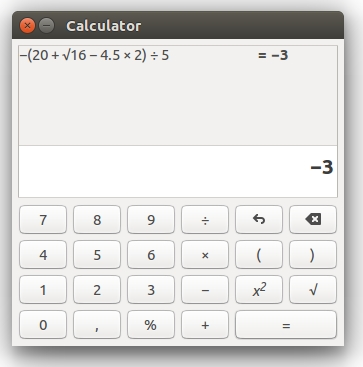 Calculator
−(20 + √16 − 4.5 × 2) ÷ 5 = −3
−3
7 8 9 ÷
4 5 6 × ( )
1 2 3 − x² √
0 , % + =